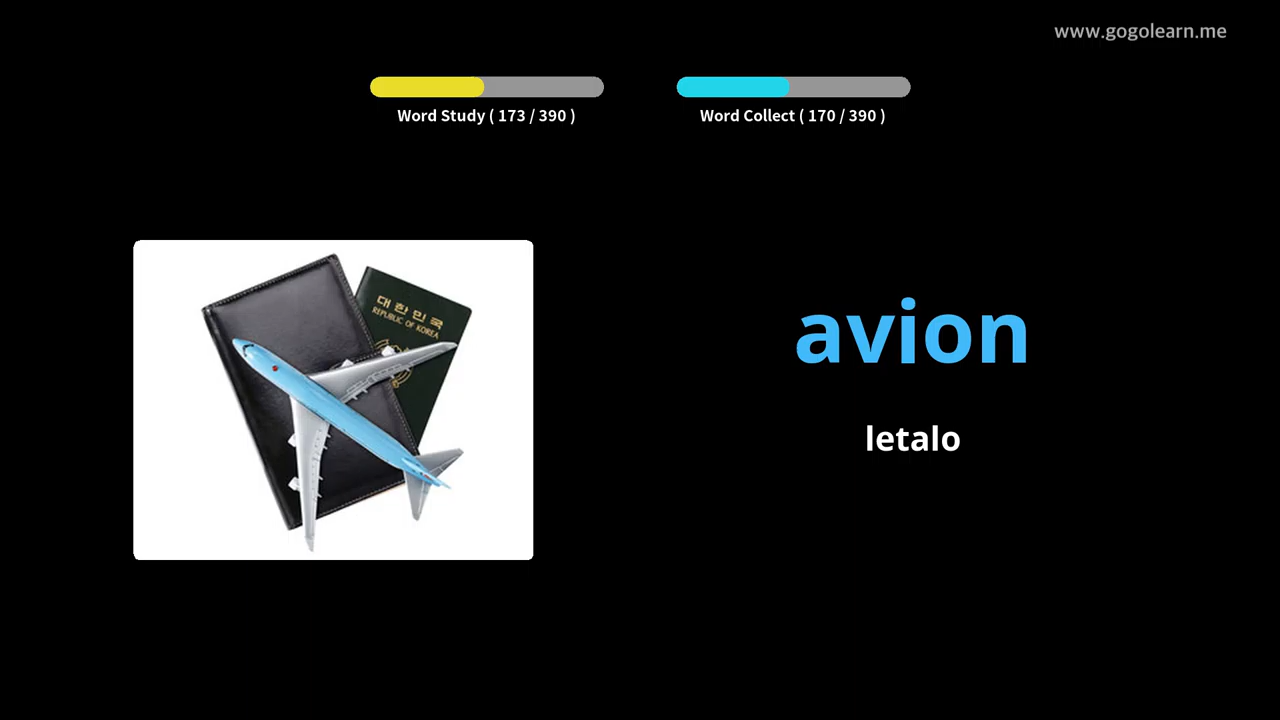 www.gogolearn.me
Word Study ( 173 / 390 )
Word Collect ( 170 / 390 )
대한민국
REPUBLIC OF KOREA
avion
letalo